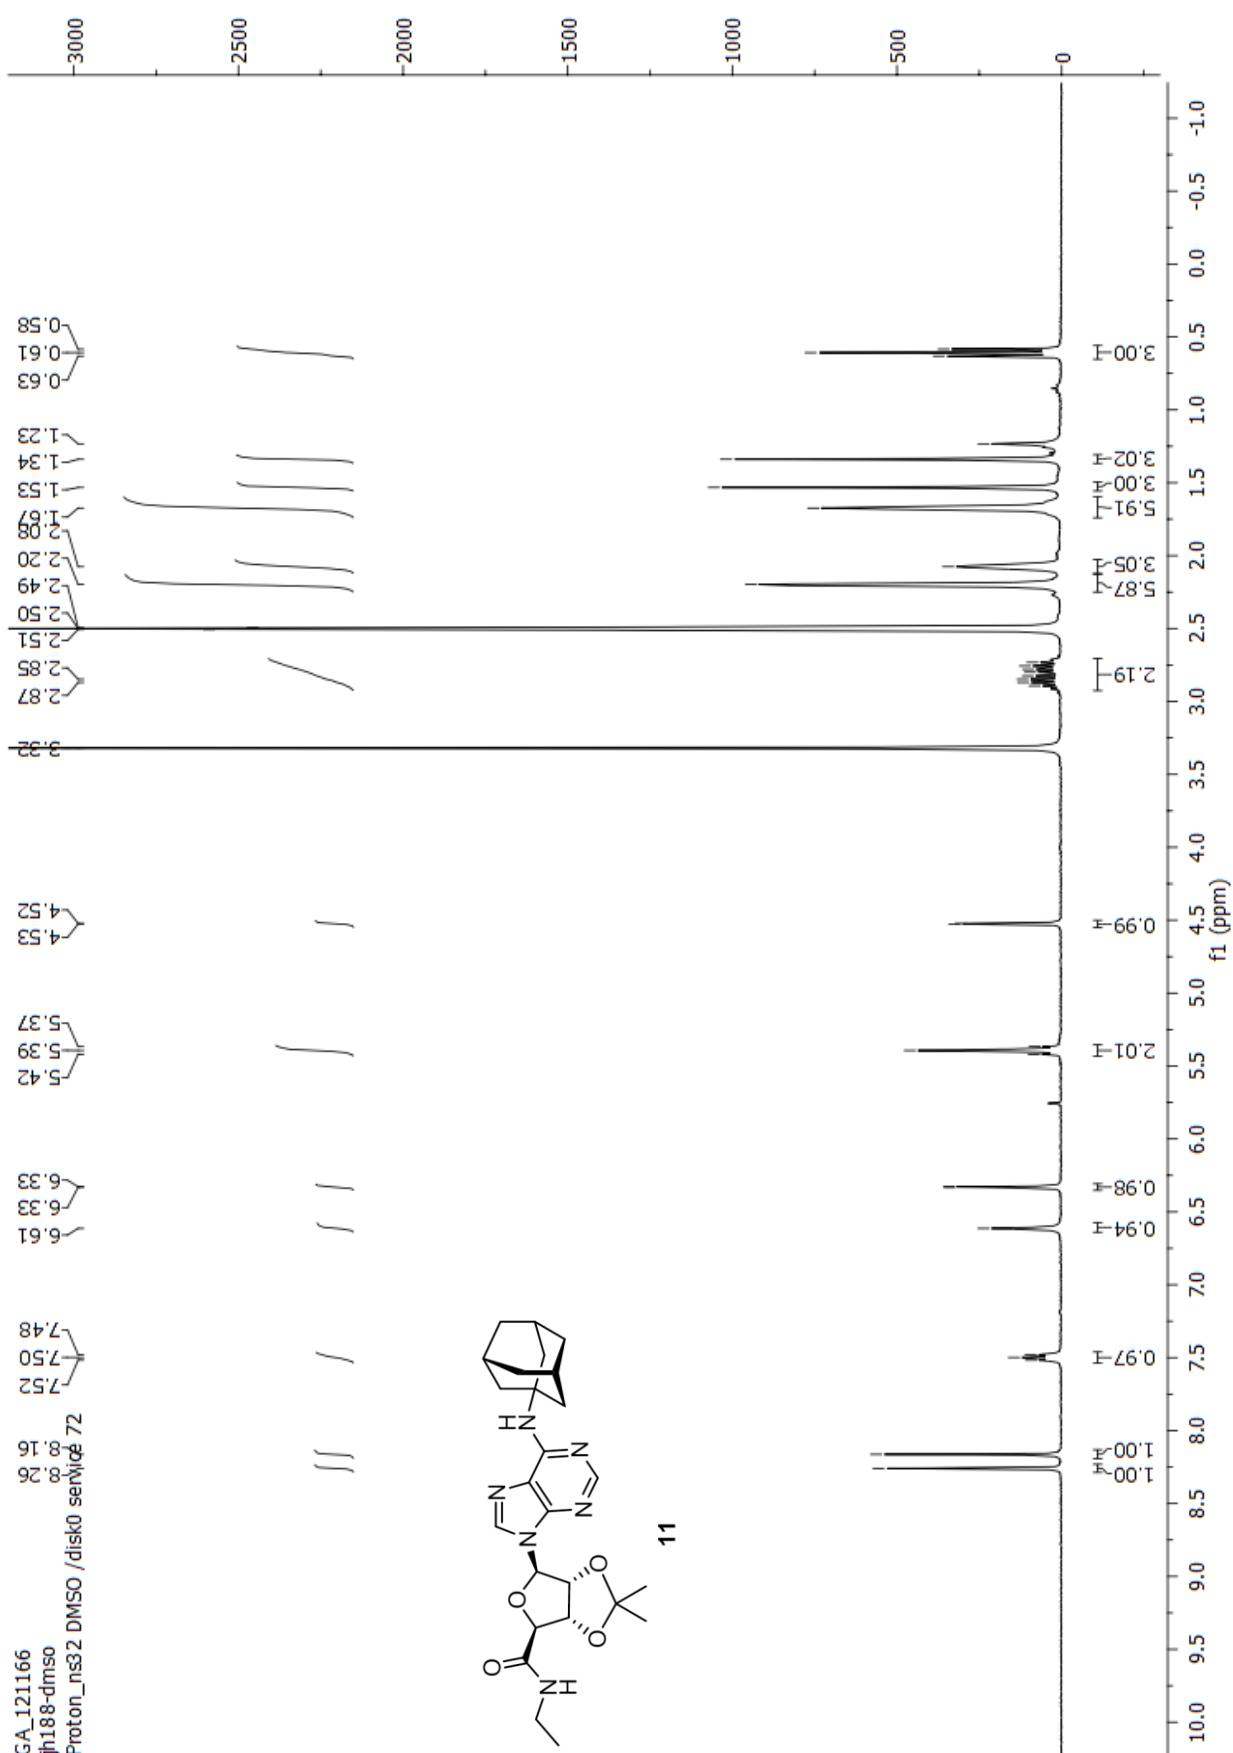 GA_121166
jh188-dmso
Proton_ns32 DMSO /disk0 service 72
8.26
8.16
7.52
7.50
7.48
6.61
6.33
6.33
5.42
5.39
5.37
4.53
4.52
3.32
2.87
2.85
2.51
2.50
2.49
2.20
2.08
1.67
1.53
1.34
1.23
0.63
0.61
0.58
3000
2500
2000
1500
1000
500
0
O
N
H
O
O
O
N
N
N
N
H
N
11
1.00
1.00
0.97
0.94
0.98
2.01
0.99
2.19
5.87
3.05
5.91
3.00
3.02
3.00
10.0 9.5 9.0 8.5 8.0 7.5 7.0 6.5 6.0 5.5 5.0 4.5 4.0 3.5 3.0 2.5 2.0 1.5 1.0 0.5 0.0 -0.5 -1.0
f1 (ppm)